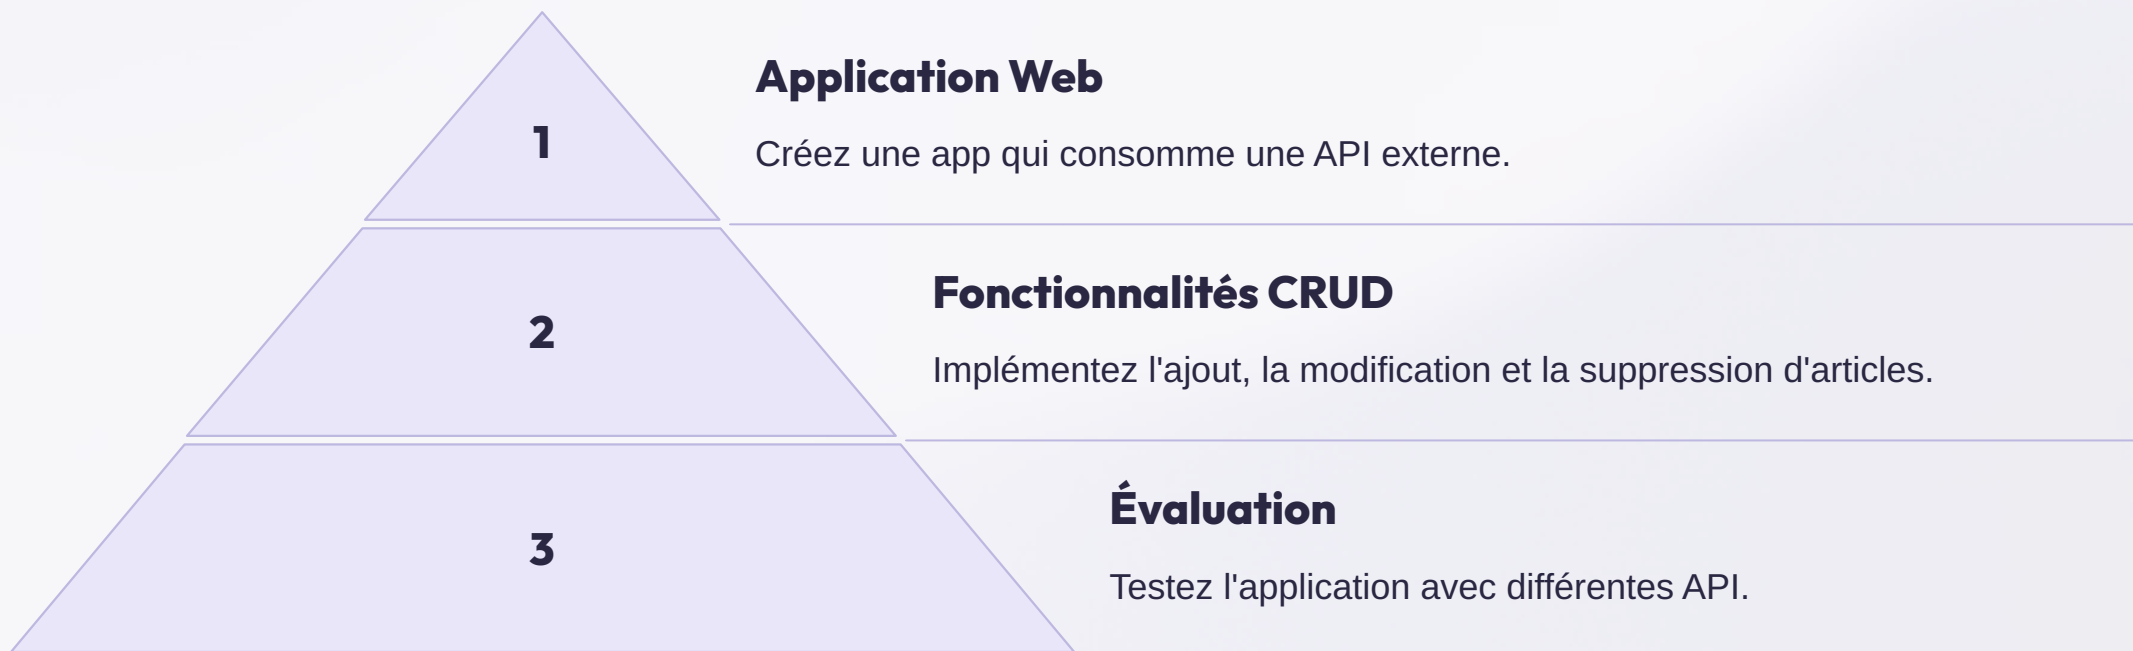 1
Application Web
Créez une app qui consomme une API externe.
2
Fonctionnalités CRUD
Implémentez l'ajout, la modification et la suppression d'articles.
3
Évaluation
Testez l'application avec différentes API.